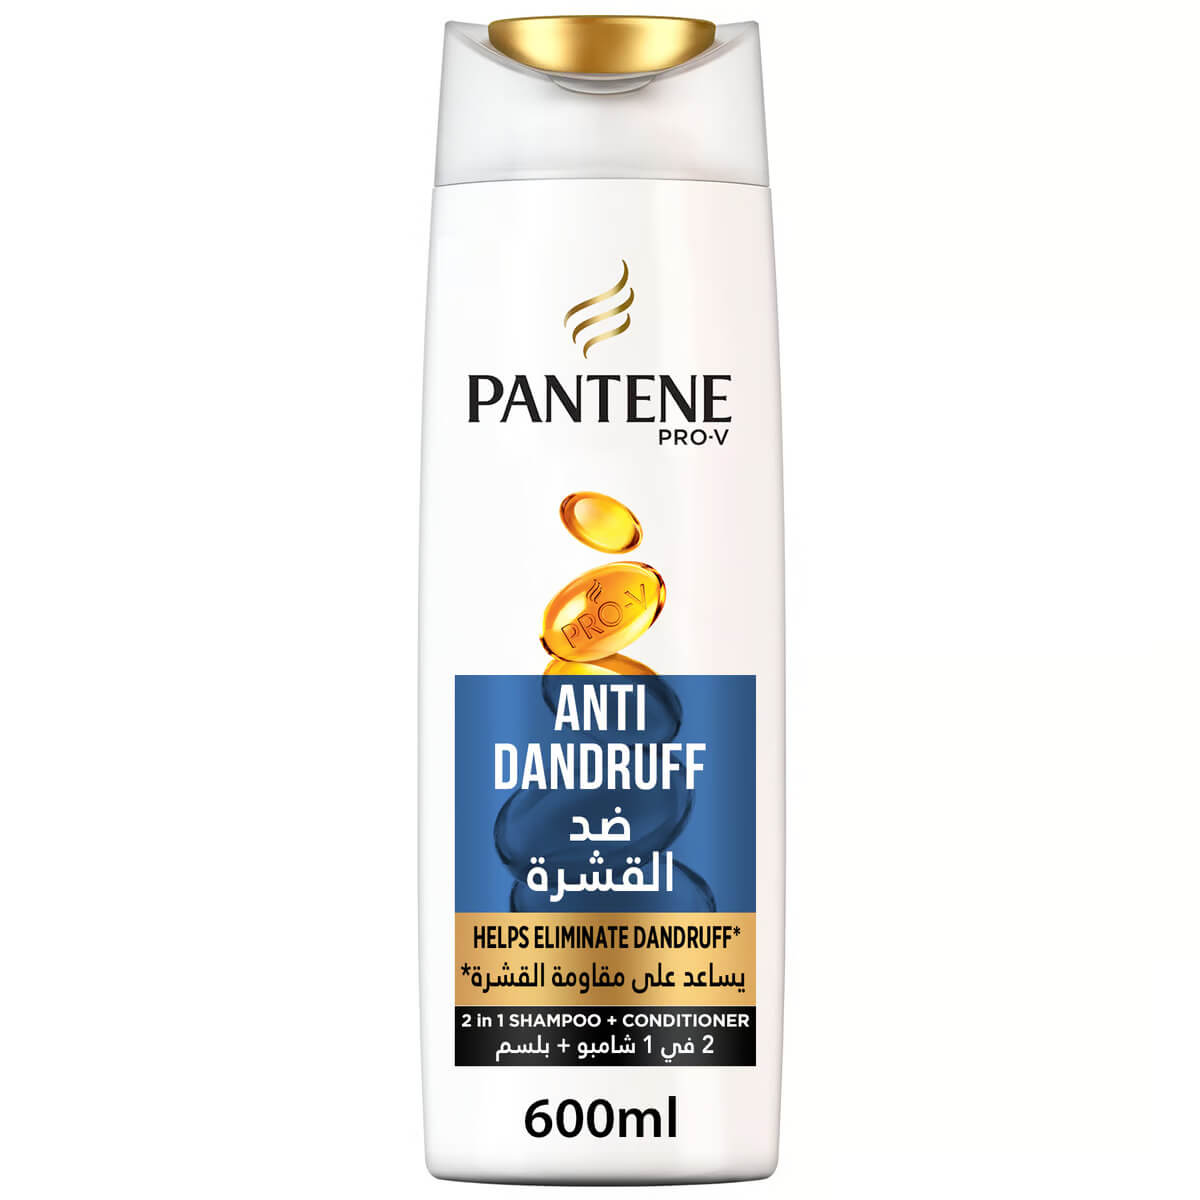 PANTENE
PRO-V
PRO-V
ANTI
DANDRUFF
ضد
القشرة
HELPS ELIMINATE DANDRUFF*
يساعد على مقاومة القشرة*
2 in 1 SHAMPOO + CONDITIONER
2 في 1 شامبو + بلسم
600ml